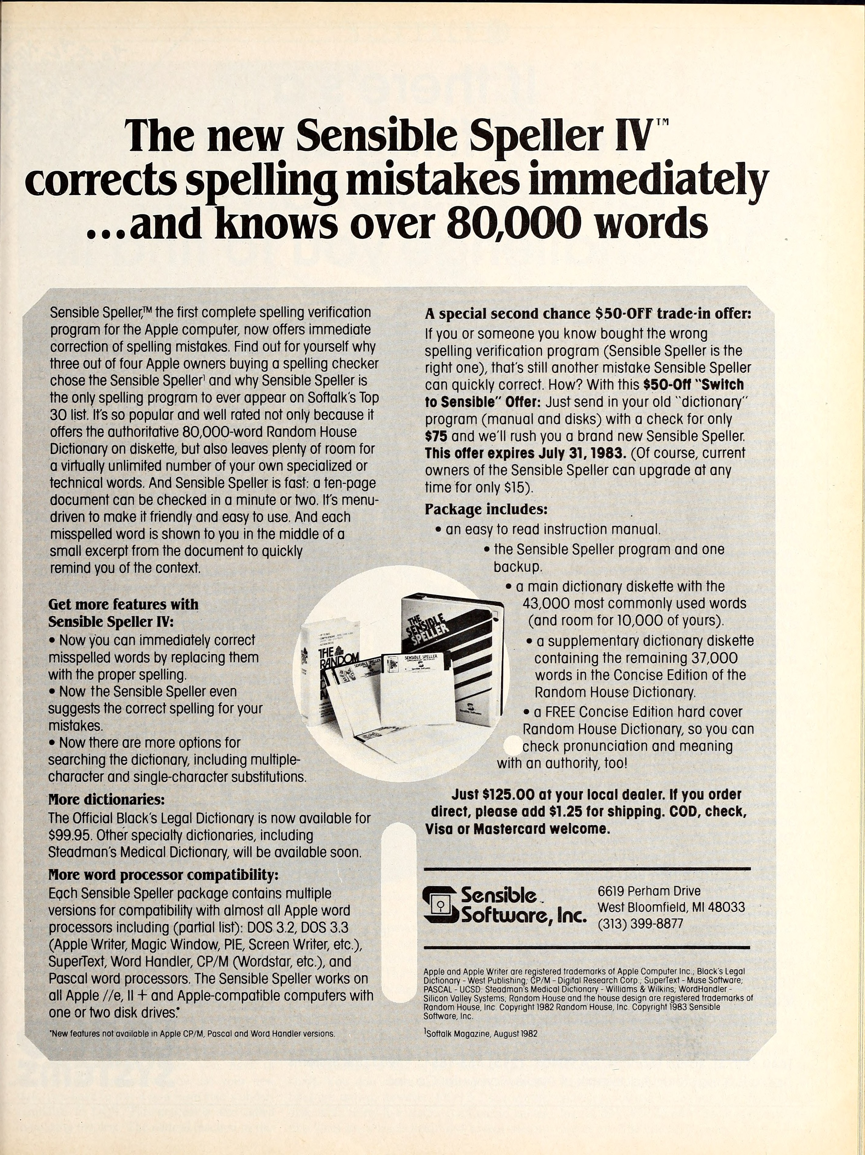 The new Sensible Speller IV™
corrects spelling mistakes immediately
...and knows over 80,000 words
Sensible Speller,™ the first complete spelling verification
program for the Apple computer, now offers immediate
correction of spelling mistakes. Find out for yourself why
three out of four Apple owners buying a spelling checker
chose the Sensible Speller¹ and why Sensible Speller is
the only spelling program to ever appear on Softalk's Top
30 list. It's so popular and well rated not only because it
offers the authoritative 80,000-word Random House
Dictionary on diskette, but also leaves plenty of room for
a virtually unlimited number of your own specialized or
technical words. And Sensible Speller is fast: a ten-page
document can be checked in a minute or two. It's menu-
driven to make it friendly and easy to use. And each
misspelled word is shown to you in the middle of a
small excerpt from the document to quickly
remind you of the context.
Get more features with
Sensible Speller IV:
• Now you can immediately correct
misspelled words by replacing them
with the proper spelling.
• Now the Sensible Speller even
suggests the correct spelling for your
mistakes.
• Now there are more options for
searching the dictionary, including multiple-
character and single-character substitutions.
More dictionaries:
The Official Black's Legal Dictionary is now available for
$99.95. Other specialty dictionaries, including
Steadman's Medical Dictionary, will be available soon.
More word processor compatibility:
Each Sensible Speller package contains multiple
versions for compatibility with almost all Apple word
processors including (partial list): DOS 3.2, DOS 3.3
(Apple Writer, Magic Window, PIE, Screen Writer, etc.),
SuperText, Word Handler, CP/M (Wordstar, etc.), and
Pascal word processors. The Sensible Speller works on
all Apple //e, II + and Apple-compatible computers with
one or two disk drives.*
*New features not available in Apple CP/M, Pascal and Word Handler versions.
A special second chance $50-OFF trade-in offer:
If you or someone you know bought the wrong
spelling verification program (Sensible Speller is the
right one), that's still another mistake Sensible Speller
can quickly correct. How? With this $50-Off "Switch
to Sensible" Offer: Just send in your old "dictionary"
program (manual and disks) with a check for only
$75 and we'll rush you a brand new Sensible Speller.
This offer expires July 31, 1983. (Of course, current
owners of the Sensible Speller can upgrade at any
time for only $15).
Package includes:
• an easy to read instruction manual.
• the Sensible Speller program and one
backup.
• a main dictionary diskette with the
43,000 most commonly used words
(and room for 10,000 of yours).
• a supplementary dictionary diskette
containing the remaining 37,000
words in the Concise Edition of the
Random House Dictionary.
• a FREE Concise Edition hard cover
Random House Dictionary, so you can
check pronunciation and meaning
with an authority, too!
THE
SENSIBLE
SPELLER
THE
RANDOM
SENSIBLE SPELLER
Just $125.00 at your local dealer. If you order
direct, please add $1.25 for shipping. COD, check,
Visa or Mastercard welcome.
Sensible
Software, Inc.
6619 Perham Drive
West Bloomfield, MI 48033
(313) 399-8877
Apple and Apple Writer are registered trademarks of Apple Computer Inc.; Black's Legal
Dictionary - West Publishing; CP/M - Digital Research Corp.; SuperText - Muse Software;
PASCAL - UCSD; Steadman's Medical Dictionary - Williams & Wilkins; WordHandler -
Silicon Valley Systems; Random House and the house design are registered trademarks of
Random House, Inc. Copyright 1982 Random House, Inc. Copyright 1983 Sensible
Software, Inc.
¹Softalk Magazine, August 1982